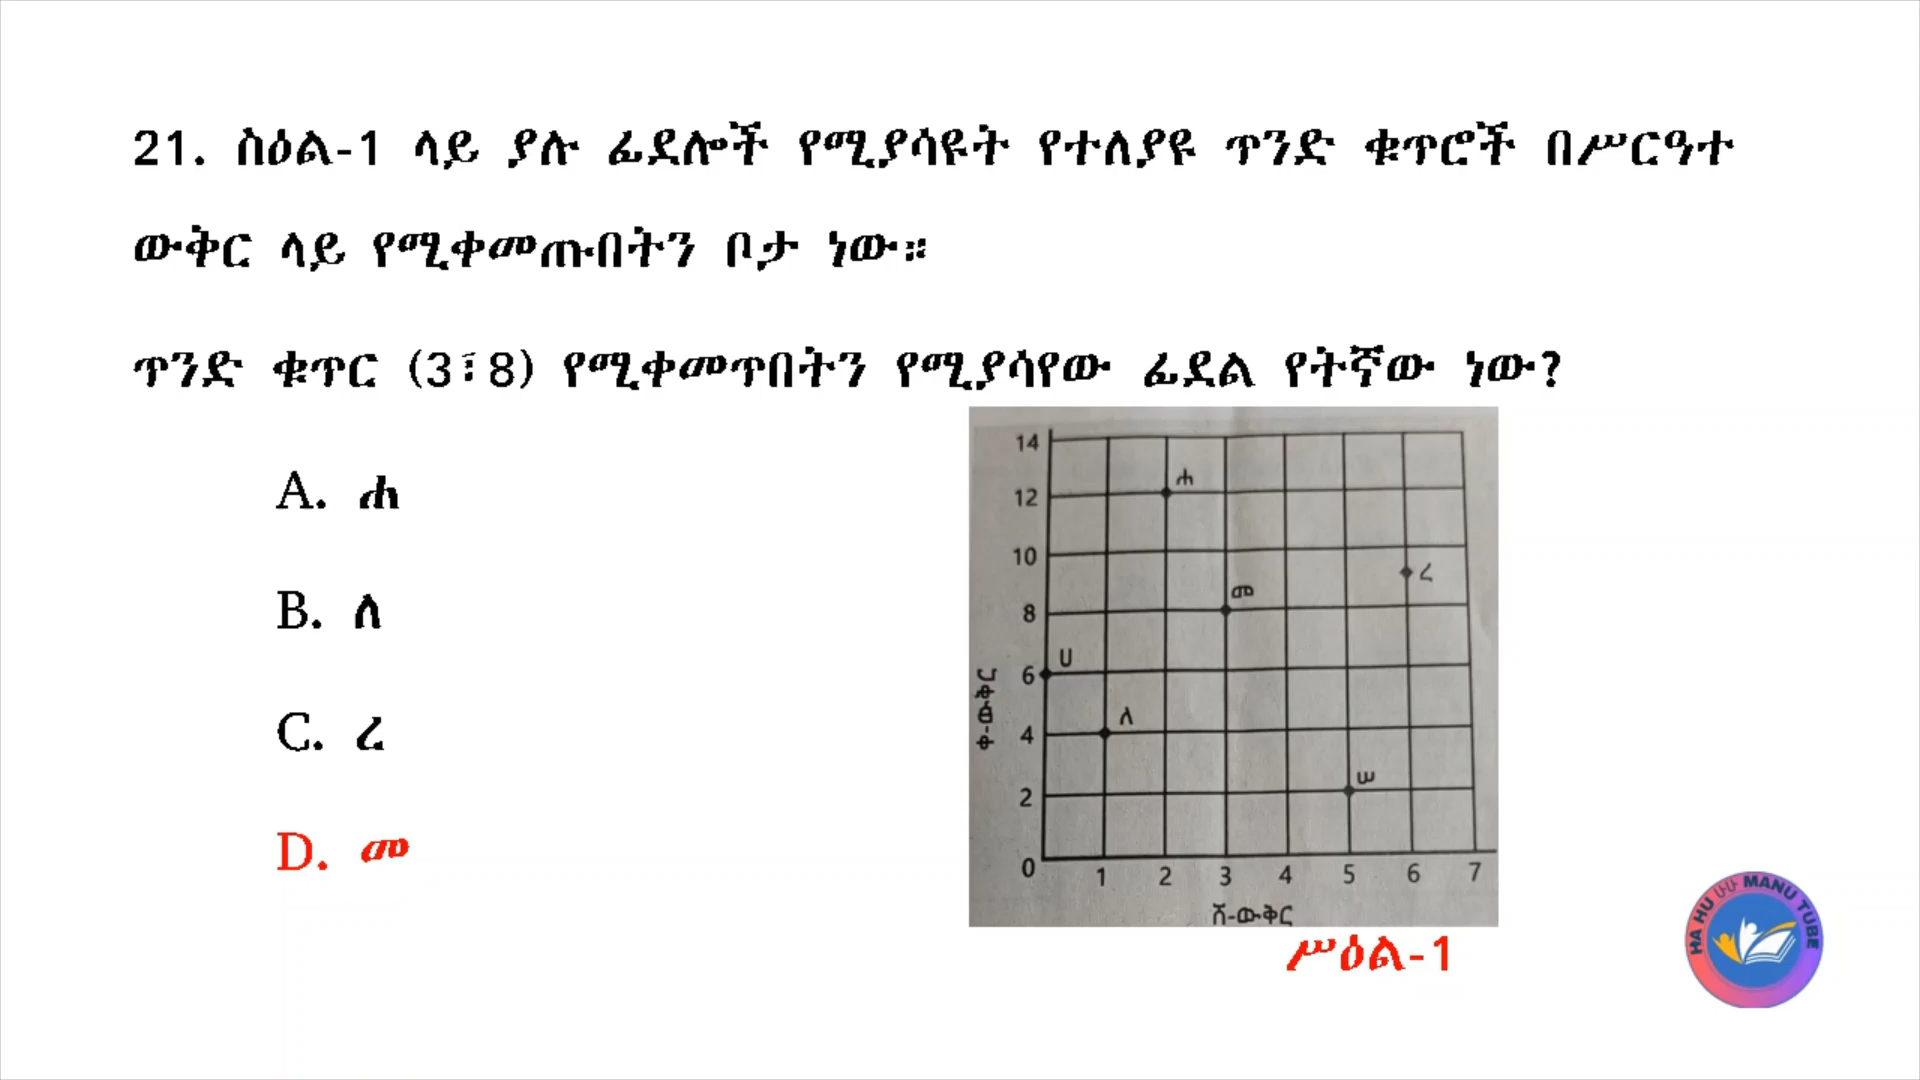 21. ስዕል-1 ላይ ያሉ ፊደሎች የሚያሳዩት የተለያዩ ጥንድ ቁጥሮች በሥርዓተ
ውቅር ላይ የሚቀመጡበትን ቦታ ነው።
ጥንድ ቁጥር (3፣8) የሚቀመጥበትን የሚያሳየው ፊደል የትኛው ነው?
A. ሐ
B. ለ
C. ረ
D. መ
14
ሐ
12
10
ረ
መ
8
ሀ
6
ቀ-ውቅር
ለ
4
ሠ
2
0 1 2 3 4 5 6 7
ሸ-ውቅር
ሥዕል-1
HA HU ሀሁ MANU TUBE